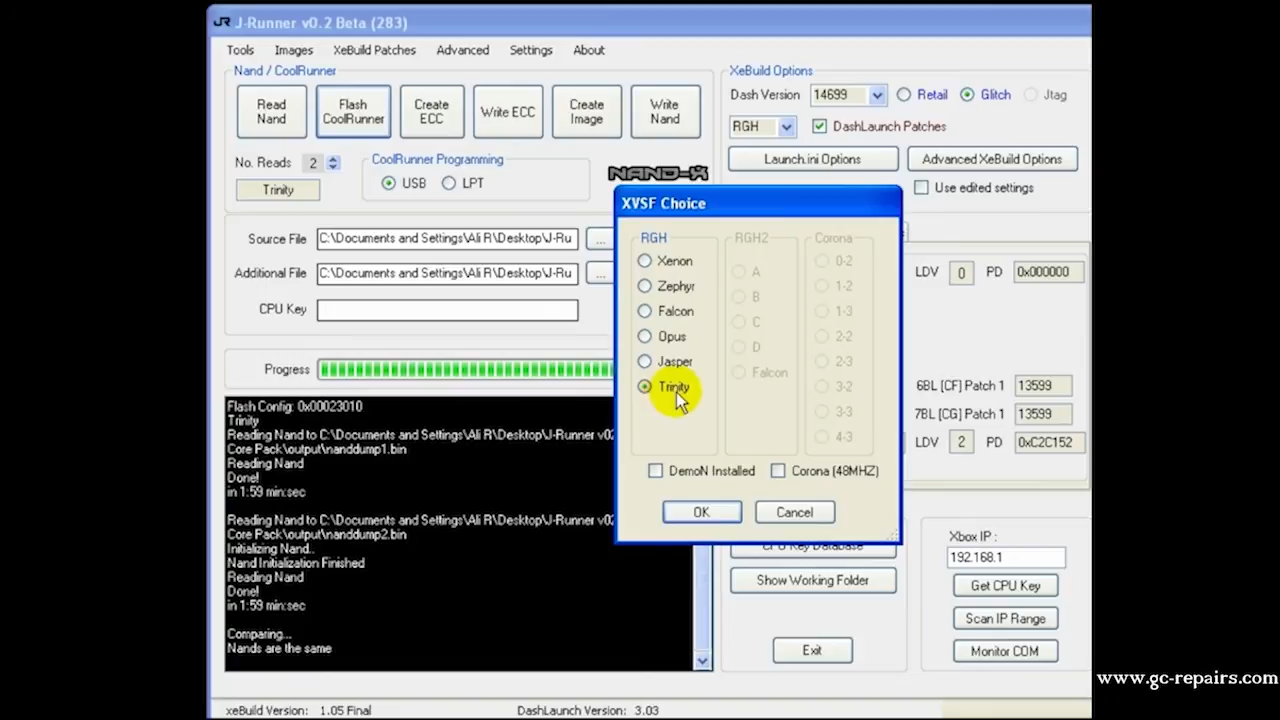 J-Runner v0.2 Beta (283)
Tools Images XeBuild Patches Advanced Settings About
Nand / CoolRunner
Read Nand
Flash CoolRunner
Create ECC
Write ECC
Create Image
Write Nand
No. Reads 2
Trinity
CoolRunner Programming
USB LPT
NAND-X
Source File C:\Documents and Settings\Ali R\Desktop\J-Ru ...
Additional File C:\Documents and Settings\Ali R\Desktop\J-Ru ...
CPU Key
Progress
Flash Config: 0x00023010
Trinity
Reading Nand to C:\Documents and Settings\Ali R\Desktop\J-Runner v02
Core Pack\output\nanddump1.bin
Reading Nand
Done!
in 1:59 min:sec
Reading Nand to C:\Documents and Settings\Ali R\Desktop\J-Runner v02
Core Pack\output\nanddump2.bin
Initializing Nand..
Nand Initialization Finished
Reading Nand
Done!
in 1:59 min:sec
Comparing...
Nands are the same
XeBuild Options
Dash Version 14699 Retail Glitch Jtag
RGH DashLaunch Patches
Launch.ini Options Advanced XeBuild Options
Use edited settings
XVSF Choice
RGH
Xenon
Zephyr
Falcon
Opus
Jasper
Trinity
RGH2
A
B
C
D
Falcon
Corona
0-2
1-2
1-3
2-2
2-3
3-2
3-3
4-3
DemoN Installed Corona (48MHZ)
OK Cancel
LDV 0 PD 0x000000
6BL [CF] Patch 1 13599
7BL [CG] Patch 1 13599
LDV 2 PD 0xC2C152
CPU Key Database
Show Working Folder
Exit
Xbox IP :
192.168.1
Get CPU Key
Scan IP Range
Monitor COM
xeBuild Version: 1.05 Final DashLaunch Version: 3.03
www.gc-repairs.com